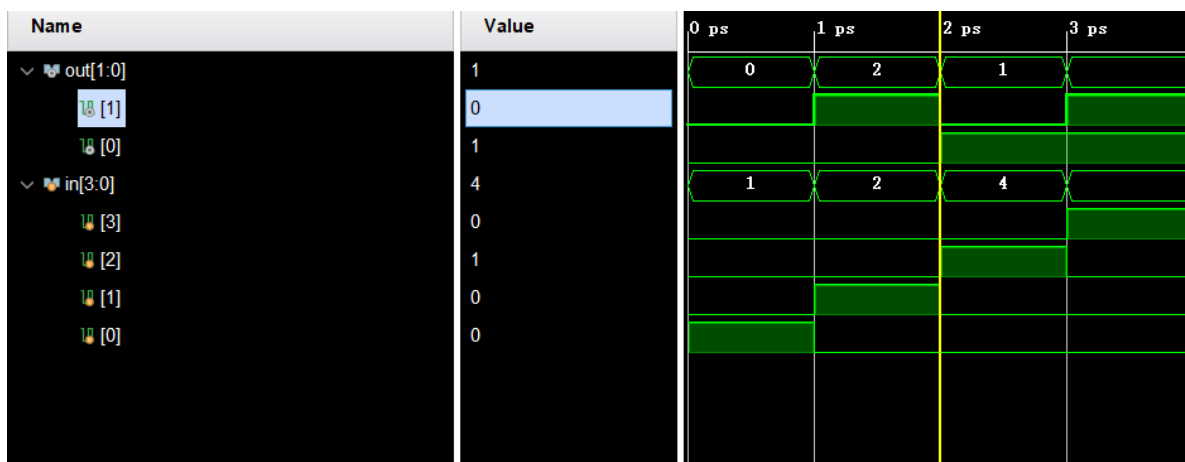 Name Value 0 ps 1 ps 2 ps 3 ps
out[1:0] 1 0 2 1
[1] 0
[0] 1
in[3:0] 4 1 2 4
[3] 0
[2] 1
[1] 0
[0] 0